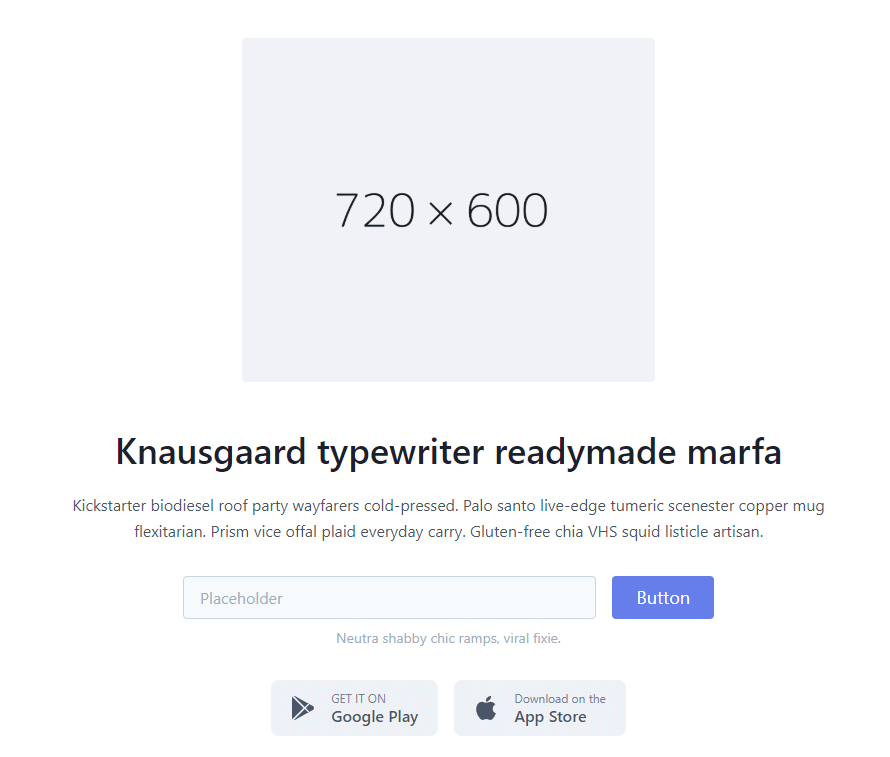 720 × 600
Knausgaard typewriter readymade marfa
Kickstarter biodiesel roof party wayfarers cold-pressed. Palo santo live-edge tumeric scenester copper mug
flexitarian. Prism vice offal plaid everyday carry. Gluten-free chia VHS squid listicle artisan.
Placeholder
Button
Neutra shabby chic ramps, viral fixie.
GET IT ON
Google Play
Download on the
App Store